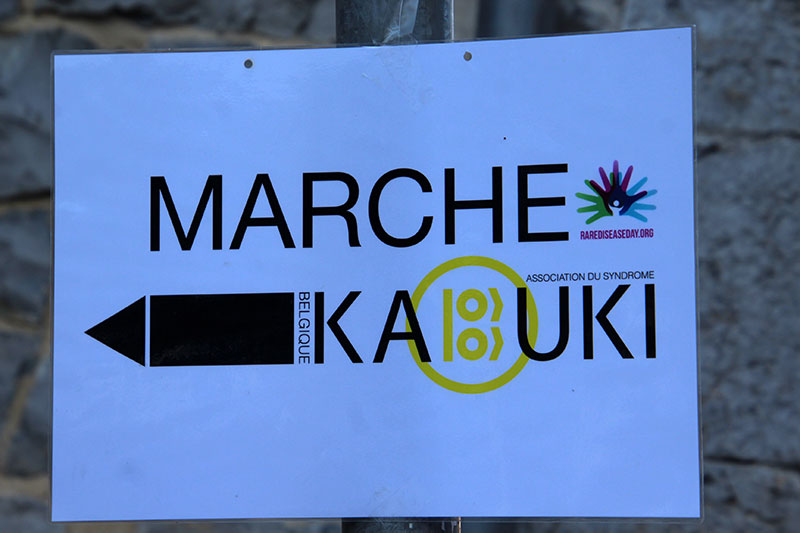 MARCHE
RAREDISEASEDAY.ORG
ASSOCIATION DU SYNDROME
BELGIQUE
KABUKI